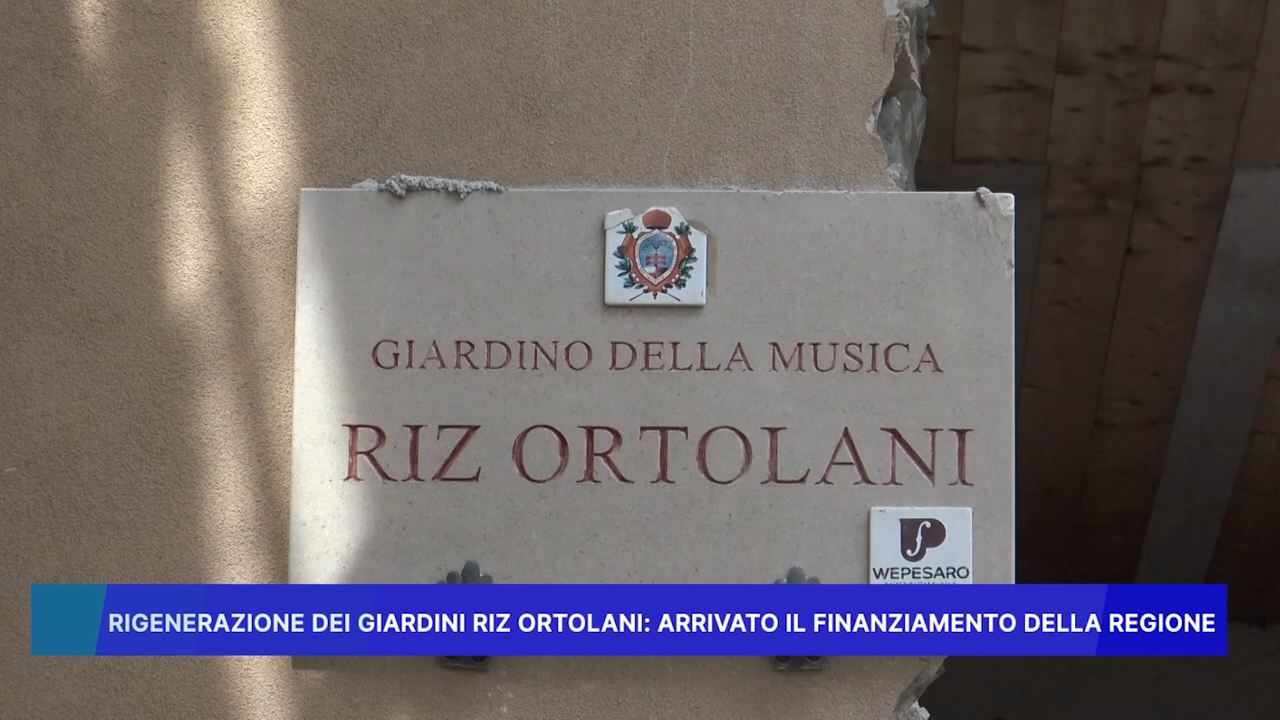 GIARDINO DELLA MUSICA
RIZ ORTOLANI
WEPESARO
RIGENERAZIONE DEI GIARDINI RIZ ORTOLANI: ARRIVATO IL FINANZIAMENTO DELLA REGIONE